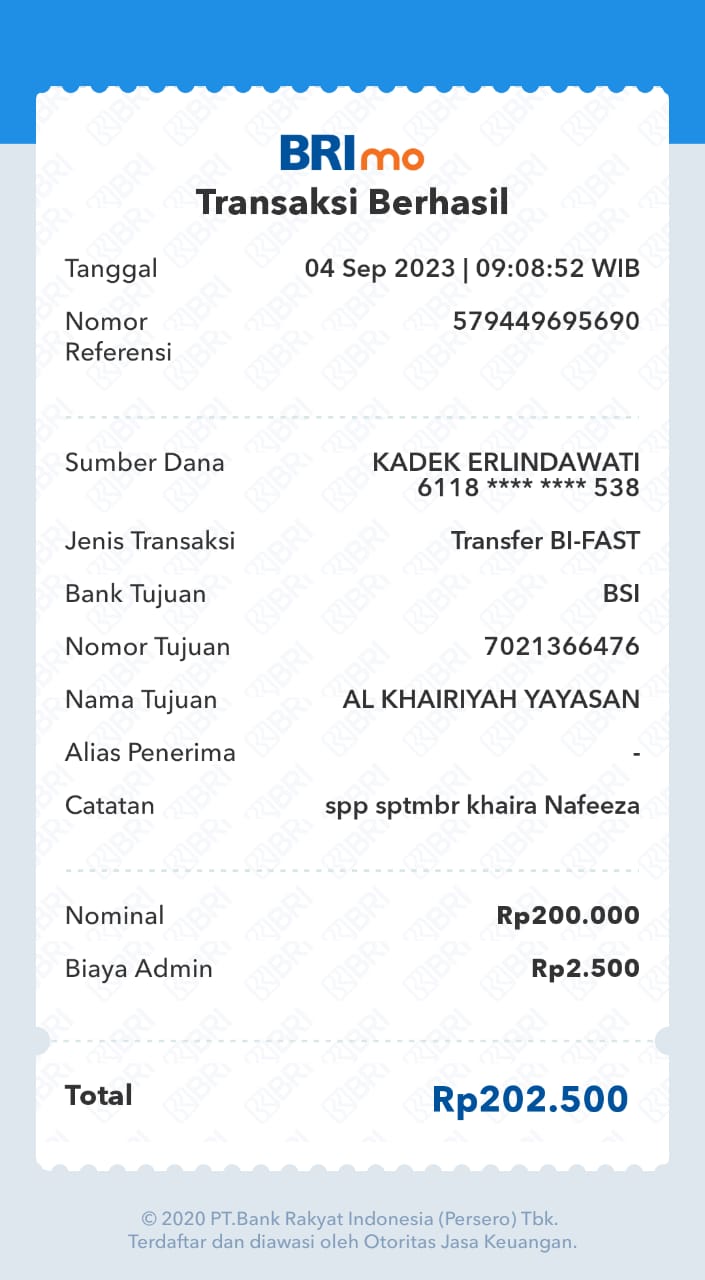 BRImo
Transaksi Berhasil
Tanggal 04 Sep 2023 | 09:08:52 WIB
Nomor Referensi 579449695690
Sumber Dana KADEK ERLINDAWATI
6118 **** **** 538
Jenis Transaksi Transfer BI-FAST
Bank Tujuan BSI
Nomor Tujuan 7021366476
Nama Tujuan AL KHAIRIYAH YAYASAN
Alias Penerima -
Catatan spp sptmbr khaira Nafeeza
Nominal Rp200.000
Biaya Admin Rp2.500
Total Rp202.500
© 2020 PT.Bank Rakyat Indonesia (Persero) Tbk.
Terdaftar dan diawasi oleh Otoritas Jasa Keuangan.